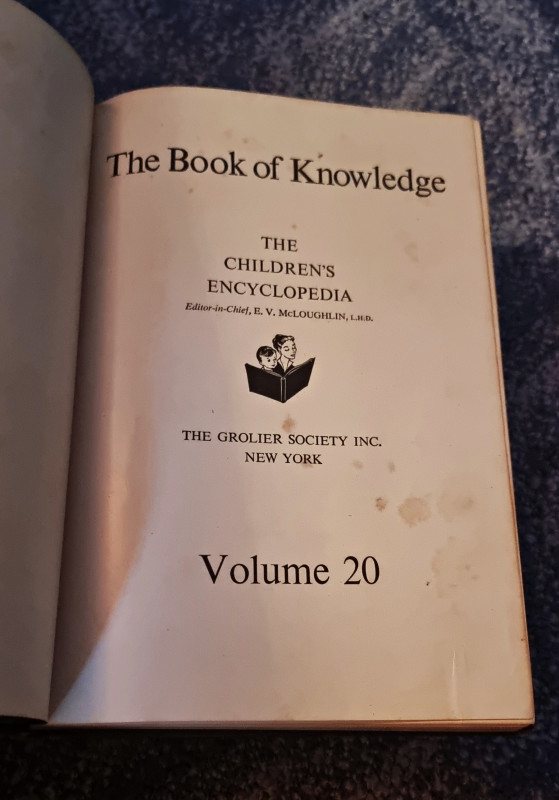 The Book of Knowledge
THE
CHILDREN'S
ENCYCLOPEDIA
Editor-in-Chief, E. V. McLOUGHLIN, L.H.D.
THE GROLIER SOCIETY INC.
NEW YORK
Volume 20